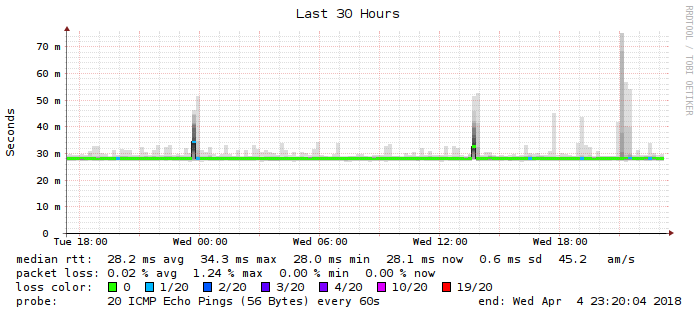 Last 30 Hours
RRDTOOL / TOBI OETIKER
Seconds
70 m
60 m
50 m
40 m
30 m
20 m
10 m
0
Tue 18:00 Wed 00:00 Wed 06:00 Wed 12:00 Wed 18:00
median rtt: 28.2 ms avg 34.3 ms max 28.0 ms min 28.1 ms now 0.6 ms sd 45.2 am/s
packet loss: 0.02 % avg 1.24 % max 0.00 % min 0.00 % now
loss color: 0 1/20 2/20 3/20 4/20 10/20 19/20
probe: 20 ICMP Echo Pings (56 Bytes) every 60s end: Wed Apr 4 23:20:04 2018